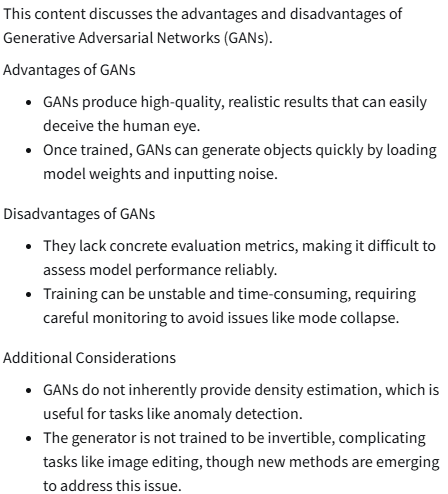 This content discusses the advantages and disadvantages of
Generative Adversarial Networks (GANs).
Advantages of GANs
• GANs produce high-quality, realistic results that can easily
deceive the human eye.
• Once trained, GANs can generate objects quickly by loading
model weights and inputting noise.
Disadvantages of GANs
• They lack concrete evaluation metrics, making it difficult to
assess model performance reliably.
• Training can be unstable and time-consuming, requiring
careful monitoring to avoid issues like mode collapse.
Additional Considerations
• GANs do not inherently provide density estimation, which is
useful for tasks like anomaly detection.
• The generator is not trained to be invertible, complicating
tasks like image editing, though new methods are emerging
to address this issue.